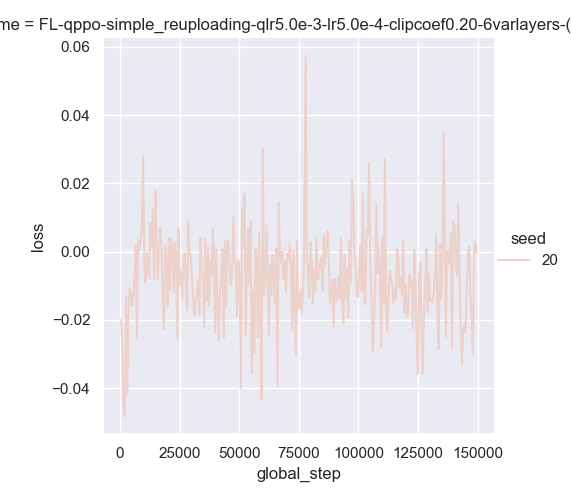 me = FL-qppo-simple_reuploading-qlr5.0e-3-lr5.0e-4-clipcoef0.20-6varlayers-(
0.06
0.04
0.02
0.00
−0.02
−0.04
loss
0 25000 50000 75000 100000 125000 150000
global_step
seed
20